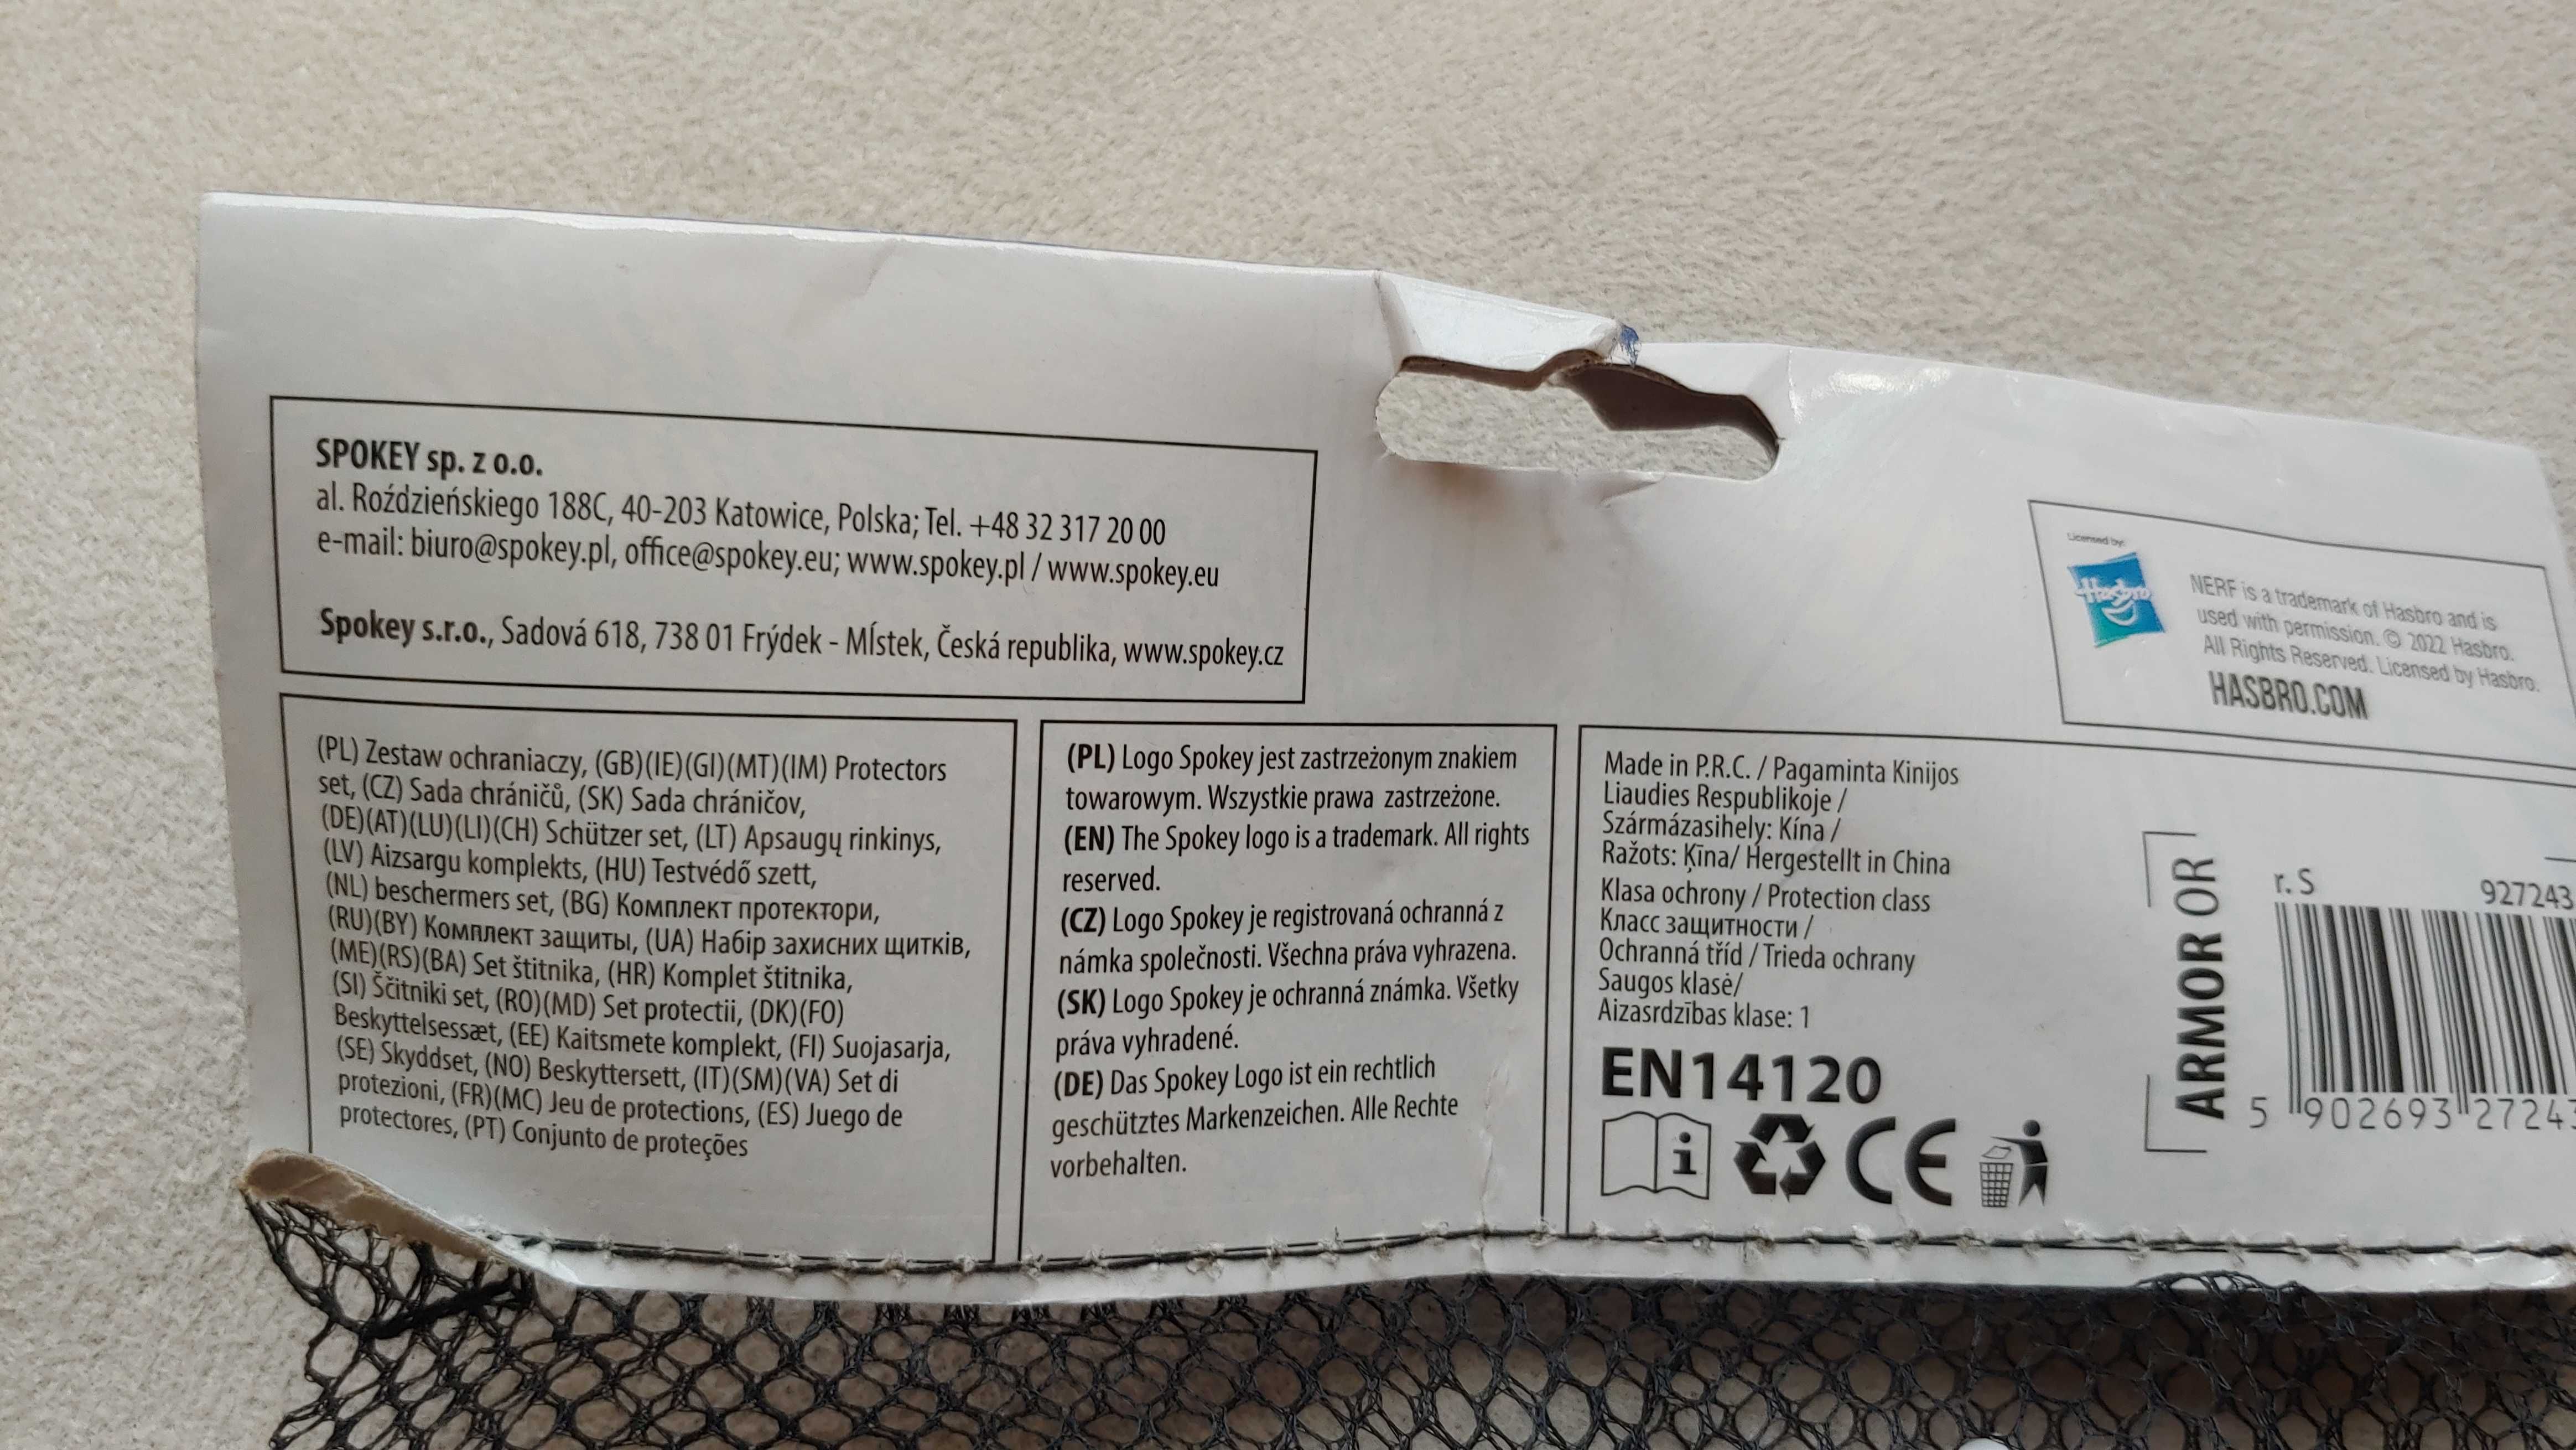 SPOKEY sp. z o.o.
al. Roździeńskiego 188C, 40-203 Katowice, Polska; Tel. +48 32 317 20 00
e-mail: biuro@spokey.pl, office@spokey.eu; www.spokey.pl / www.spokey.eu
Spokey s.r.o., Sadová 618, 738 01 Frýdek - MÍstek, Česká republika, www.spokey.cz
Licensed by:
Hasbro
NERF is a trademark of Hasbro and is
used with permission. © 2022 Hasbro.
All Rights Reserved. Licensed by Hasbro.
HASBRO.COM
(PL) Zestaw ochraniaczy, (GB)(IE)(GI)(MT)(IM) Protectors
set, (CZ) Sada chráničů, (SK) Sada chráničov,
(DE)(AT)(LU)(LI)(CH) Schützer set, (LT) Apsaugų rinkinys,
(LV) Aizsargu komplekts, (HU) Testvédő szett,
(NL) beschermers set, (BG) Комплект протектори,
(RU)(BY) Комплект защиты, (UA) Набір захисних щитків,
(ME)(RS)(BA) Set štitnika, (HR) Komplet štitnika,
(SI) Ščitniki set, (RO)(MD) Set protectii, (DK)(FO)
Beskyttelsessæt, (EE) Kaitsmete komplekt, (FI) Suojasarja,
(SE) Skyddset, (NO) Beskyttersett, (IT)(SM)(VA) Set di
protezioni, (FR)(MC) Jeu de protections, (ES) Juego de
protectores, (PT) Conjunto de proteções
(PL) Logo Spokey jest zastrzeżonym znakiem
towarowym. Wszystkie prawa zastrzeżone.
(EN) The Spokey logo is a trademark. All rights
reserved.
(CZ) Logo Spokey je registrovaná ochranná z
námka společnosti. Všechna práva vyhrazena.
(SK) Logo Spokey je ochranná známka. Všetky
práva vyhradené.
(DE) Das Spokey Logo ist ein rechtlich
geschütztes Markenzeichen. Alle Rechte
vorbehalten.
Made in P.R.C. / Pagaminta Kinijos
Liaudies Respublikoje /
Származásihely: Kína /
Ražots: Ķīna/ Hergestellt in China
Klasa ochrony / Protection class
Класс защитности /
Ochranná tříd / Trieda ochrany
Saugos klasė/
Aizasrdzības klase: 1
EN14120
CE
ARMOR OR
r. S
927243
5 902693 27243